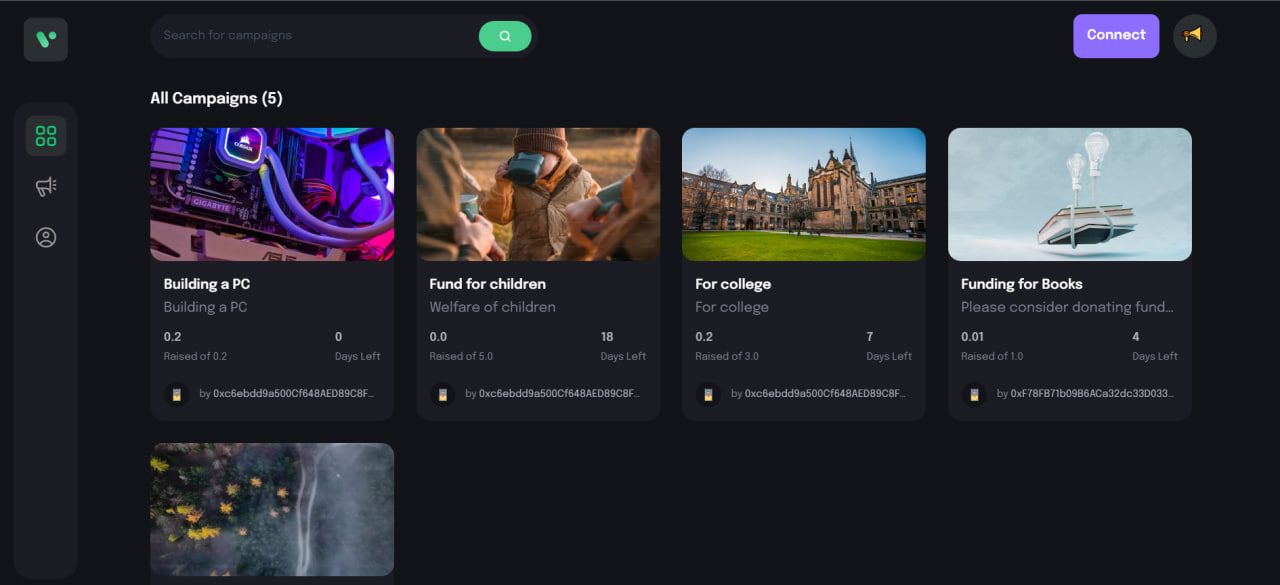 Search for campaigns
Connect
All Campaigns (5)
CORSAIR
GIGABYTE
Building a PC
Building a PC
0.2
0
Raised of 0.2
Days Left
by 0xc6ebdd9a500Cf648AED89C8F...
Fund for children
Welfare of children
0.0
18
Raised of 5.0
Days Left
by 0xc6ebdd9a500Cf648AED89C8F...
For college
For college
0.2
7
Raised of 3.0
Days Left
by 0xc6ebdd9a500Cf648AED89C8F...
Funding for Books
Please consider donating fund...
0.01
4
Raised of 1.0
Days Left
by 0xF78FB71b09B6ACa32dc33D033...